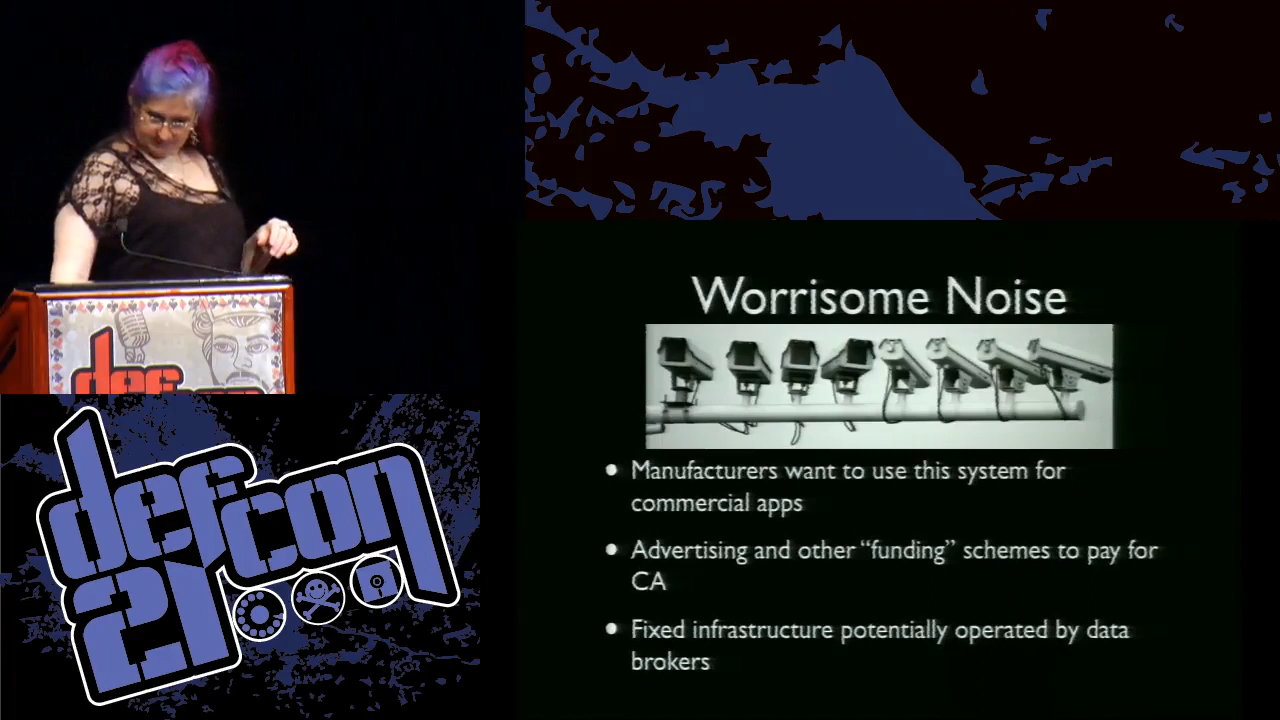 Worrisome Noise
Manufacturers want to use this system for
commercial apps
Advertising and other “funding” schemes to pay for
CA
Fixed infrastructure potentially operated by data
brokers
def
defcon
21